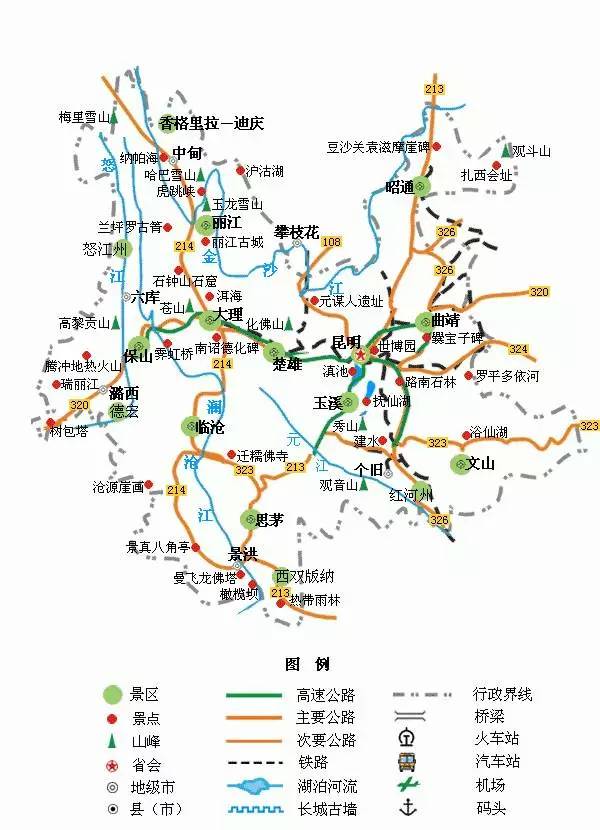 213
梅里雪山
香格里拉—迪庆
豆沙关袁滋摩崖碑
观斗山
怒
纳帕海
中甸
扎西会址
哈巴雪山
泸沽湖
昭通
虎跳峡
玉龙雪山
丽江
兰坪罗古箐
攀枝花
326
怒江州
214
丽江古城
108
金
沙
326
江
石钟山石窟
江
320
六库
洱海
元谋人遗址
苍山
大理
化佛山
曲靖
高黎贡山
昆明
爨宝子碑
保山
霁虹桥
南诏德化碑
世博园
324
腾冲地热火山
楚雄
214
滇池
罗平多依河
瑞丽江
路南石林
潞西
320
德宏
澜
玉溪
抚仙湖
树包塔
临沧
元
秀山
323
浴仙湖
323
建水
沧
迁糯佛寺
江
323
213
个旧
文山
沧源崖画
214
观音山
红河州
江
思茅
326
景真八角亭
景洪
曼飞龙佛塔
西双版纳
橄榄坝
213
热带雨林
图 例
景区
高速公路
行政界线
景点
主要公路
桥梁
山峰
次要公路
火车站
省会
铁路
汽车站
地级市
湖泊河流
机场
县（市）
长城古墙
码头